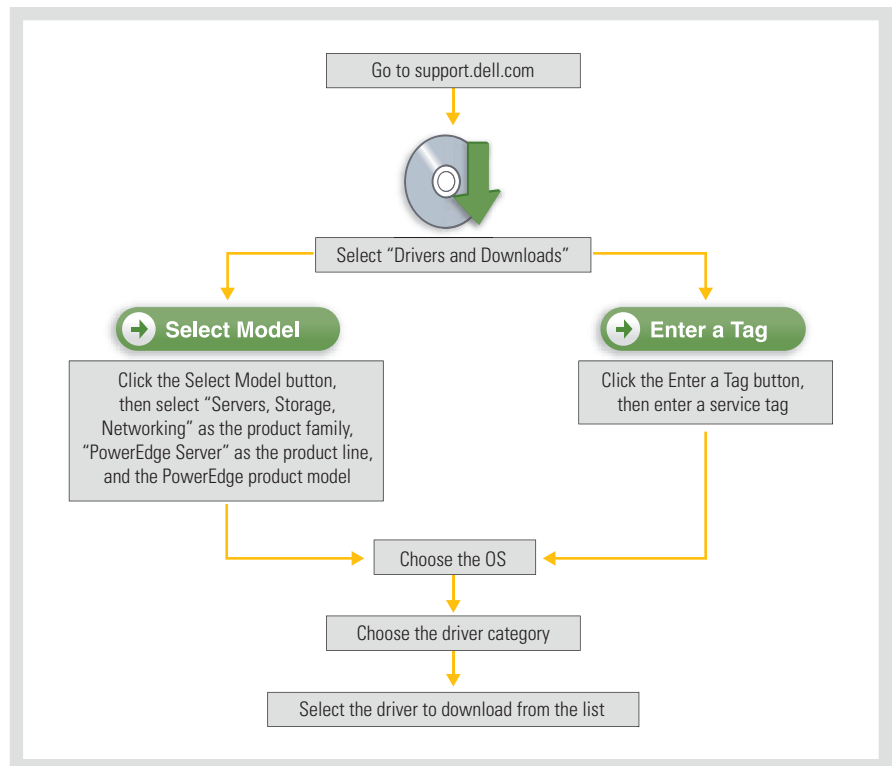 Go to support.dell.com
Select “Drivers and Downloads”
Select Model
Enter a Tag
Click the Select Model button,
then select “Servers, Storage,
Networking” as the product family,
“PowerEdge Server” as the product line,
and the PowerEdge product model
Click the Enter a Tag button,
then enter a service tag
Choose the OS
Choose the driver category
Select the driver to download from the list